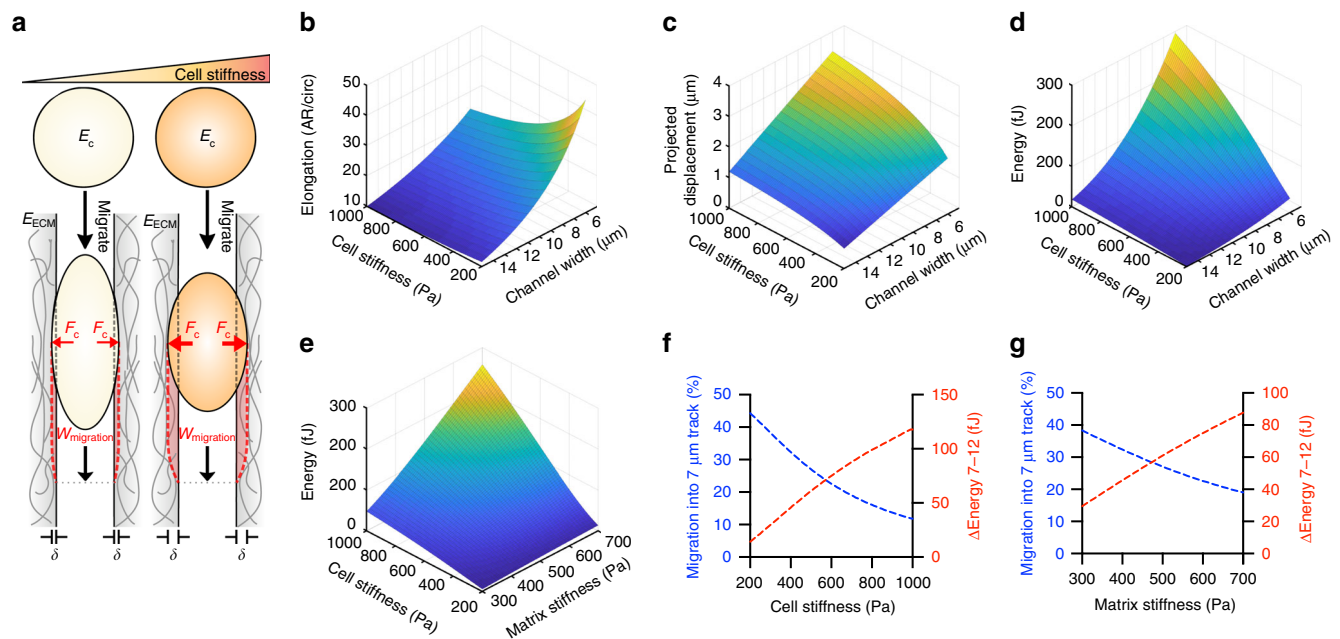 a
Cell stiffness
E_c
E_c
Migrate
Migrate
E_ECM
E_ECM
F_c
F_c
F_c
F_c
W_migration
W_migration
δ
δ
δ
δ
b
Elongation (AR/circ)
50
40
30
20
10
1000
800
600
400
200
Cell stiffness (Pa)
14
12
10
8
6
Channel width (μm)
c
Projected
displacement (μm)
4
3
2
1
0
1000
800
600
400
200
Cell stiffness (Pa)
14
12
10
8
6
Channel width (μm)
d
Energy (fJ)
300
200
200
0
1000
800
600
400
200
Cell stiffness (Pa)
14
12
10
8
6
Channel width (μm)
e
Energy (fJ)
300
200
200
0
1000
800
600
400
200
Cell stiffness (Pa)
300
400
500
600
700
Matrix stiffness (Pa)
f
Migration into 7 μm track (%)
50
40
30
20
10
0
150
100
50
0
ΔEnergy 7–12 (fJ)
200 400 600 800 1000
Cell stiffness (Pa)
g
Migration into 7 μm track (%)
50
40
30
20
10
0
100
80
60
40
20
0
ΔEnergy 7–12 (fJ)
300 400 500 600 700
Matrix stiffness (Pa)